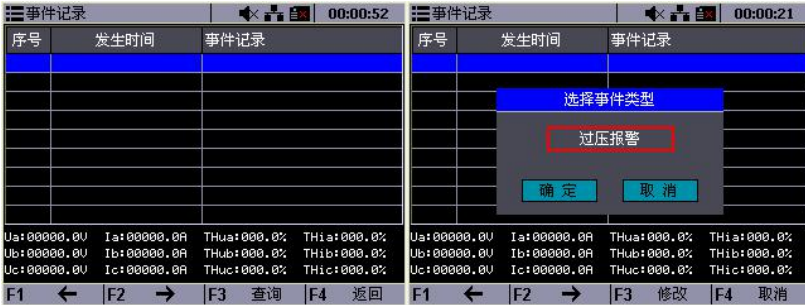 事件记录 00:00:52
序号 发生时间 事件记录
Ua:00000.0V Ia:00000.0A THua:000.0% THia:000.0%
Ub:00000.0V Ib:00000.0A THub:000.0% THib:000.0%
Uc:00000.0V Ic:00000.0A THuc:000.0% THic:000.0%
F1 ← F2 → F3 查询 F4 返回
事件记录 00:00:21
序号 发生时间 事件记录
选择事件类型
过压报警
确定 取消
Ua:00000.0V Ia:00000.0A THua:000.0% THia:000.0%
Ub:00000.0V Ib:00000.0A THub:000.0% THib:000.0%
Uc:00000.0V Ic:00000.0A THuc:000.0% THic:000.0%
F1 ← F2 → F3 修改 F4 取消